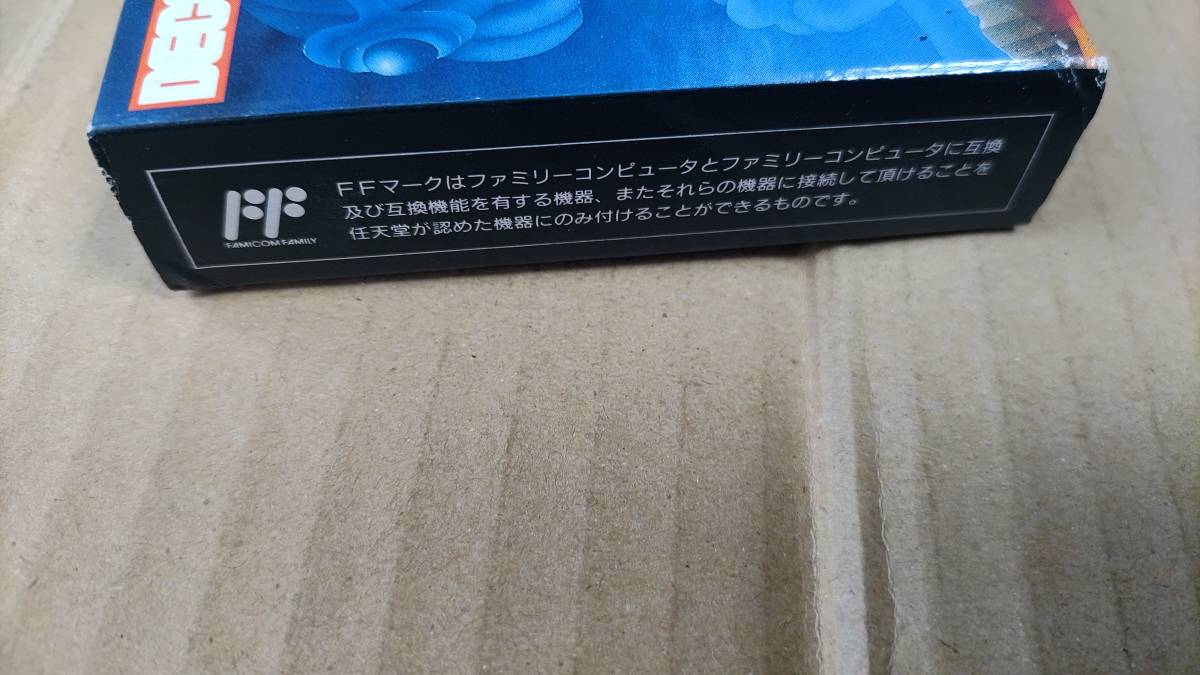 FF
FAMICOM FAMILY
FFマークはファミリーコンピュータとファミリーコンピュータに互換
及び互換機能を有する機器、またそれらの機器に接続して頂けることを
任天堂が認めた機器にのみ付けることができるものです。